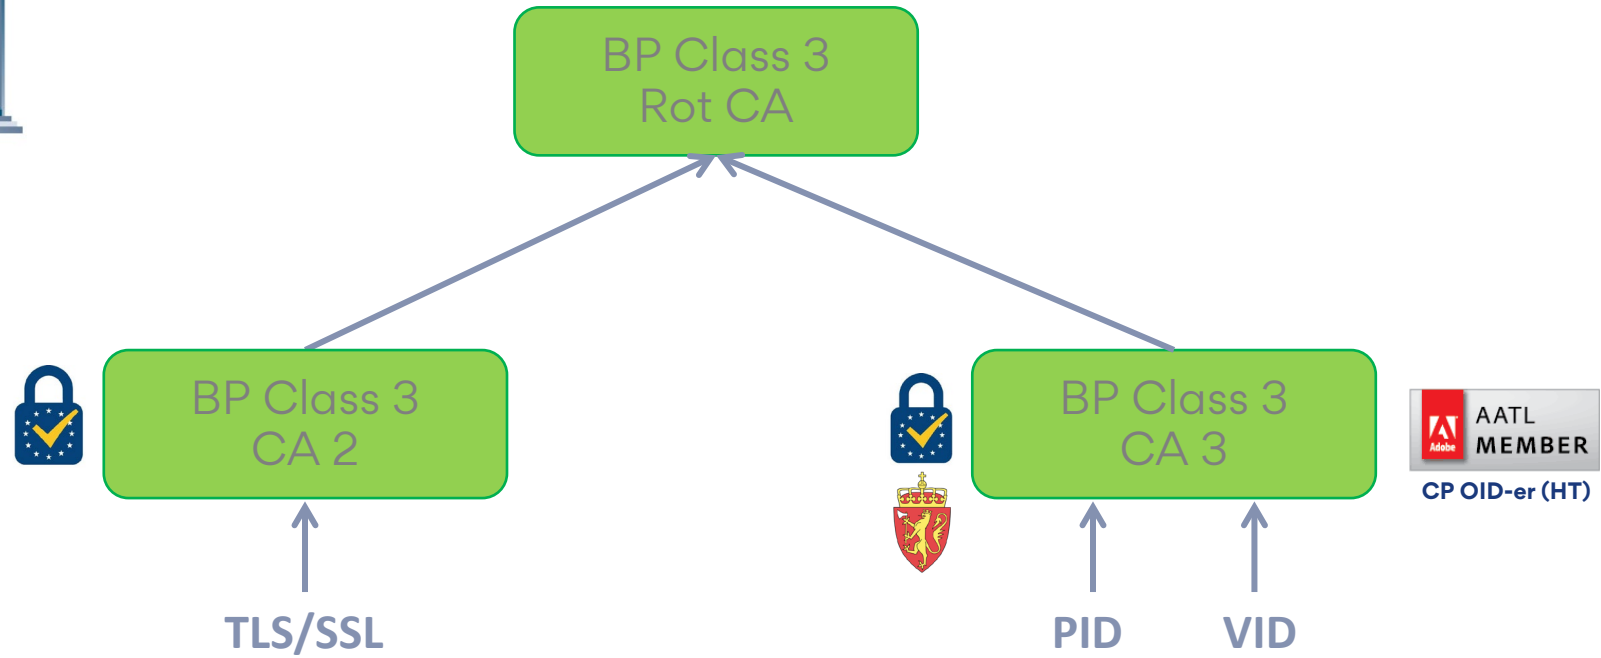 BP Class 3
Rot CA
BP Class 3
CA 2
BP Class 3
CA 3
Adobe
AATL
MEMBER
CP OID-er (HT)
TLS/SSL
PID
VID